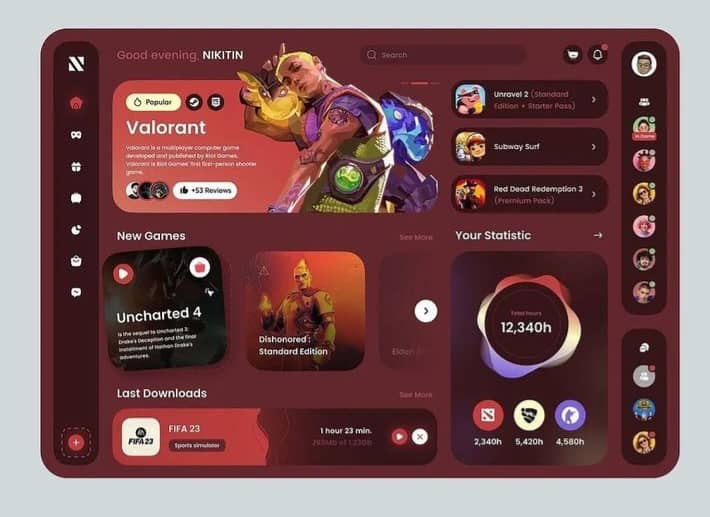 Good evening, NIKITIN
Search
Popular
Valorant
Valorant is a multiplayer computer game
developed and published by Riot Games,
Valorant is Riot Games' first first-person shooter
game.
+53 Reviews
Unravel 2 (Standard
Edition + Starter Pass)
Subway Surf
Red Dead Redemption 3
(Premium Pack)
In Game
New Games
See More
Uncharted 4
Is the sequel to Uncharted 3:
Drake's Deception and the final
installment of Nathan Drake's
adventures.
Dishonored :
Standard Edition
Elden
Your Statistic
Total hours
12,340h
2,340h
5,420h
4,580h
Last Downloads
See More
FIFA 23
FIFA 23
Sports simulator
1 hour 23 min.